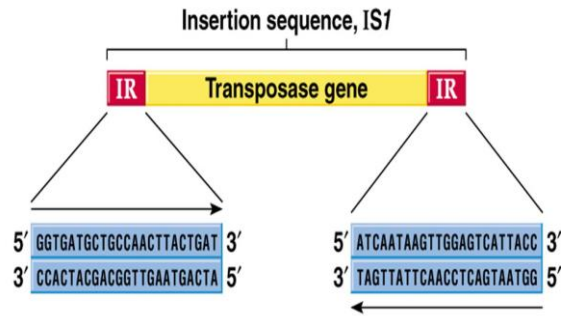 Insertion sequence, IS1
IR Transposase gene IR
5′ GGTGATGCTGCCAACTTACTGAT 3′ 5′ ATCAATAAGTTGGAGTCATTACC 3′
3′ CCACTACGACGGTTGAATGACTA 5′ 3′ TAGTTATTCAACCTCAGTAATGG 5′